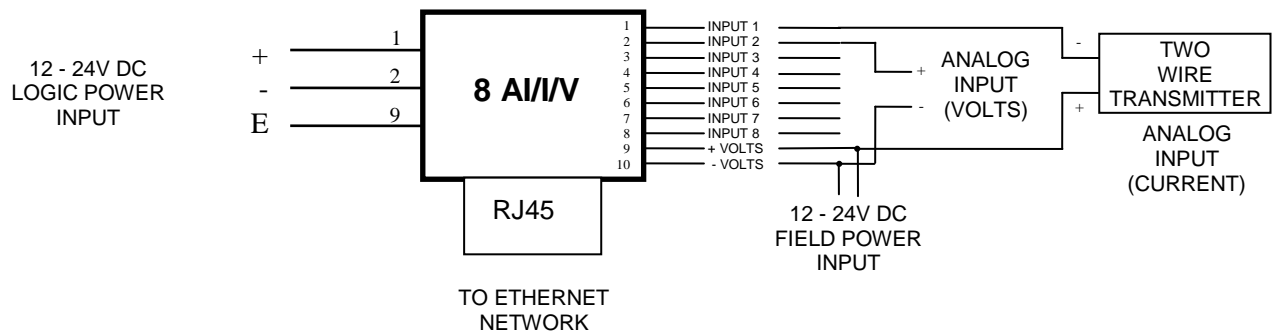 12 - 24V DC
LOGIC POWER
INPUT
+
-
E
1
2
9
8 AI/I/V
1
2
3
4
5
6
7
8
9
10
INPUT 1
INPUT 2
INPUT 3
INPUT 4
INPUT 5
INPUT 6
INPUT 7
INPUT 8
+ VOLTS
- VOLTS
RJ45
TO ETHERNET
NETWORK
+
-
ANALOG
INPUT
(VOLTS)
12 - 24V DC
FIELD POWER
INPUT
-
+
TWO
WIRE
TRANSMITTER
ANALOG
INPUT
(CURRENT)